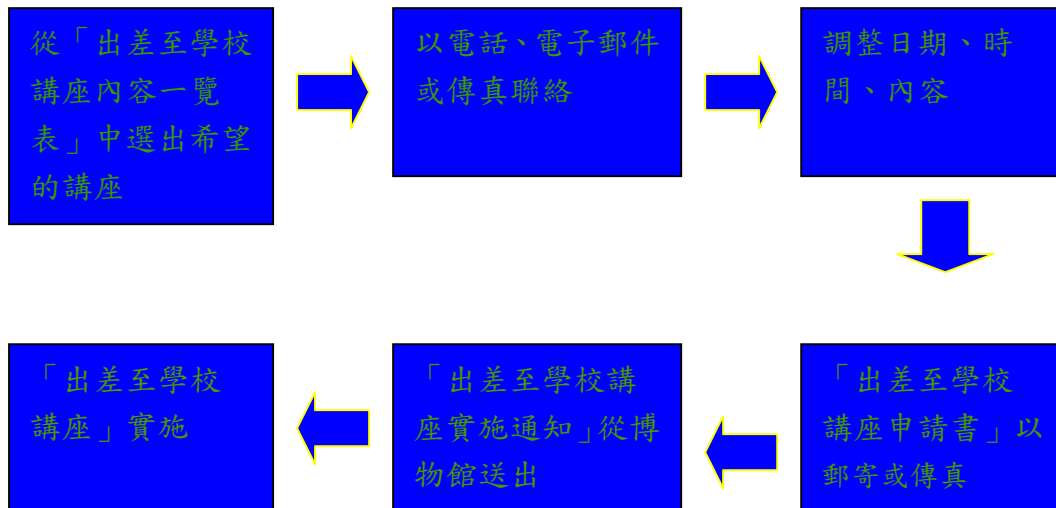 從「出差至學校
講座內容一覽
表」中選出希望
的講座
以電話、電子郵件
或傳真聯絡
調整日期、時
間、內容
「出差至學校
講座申請書」以
郵寄或傳真
「出差至學校講
座實施通知」從博
物館送出
「出差至學校
講座」實施